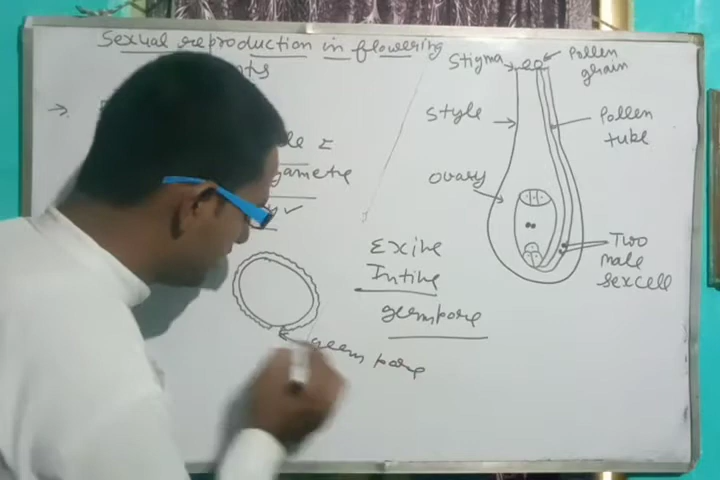 Sexual reproduction in flowering
gamete
Exine
Intine
germpore
germ pore
Stigma
Pollen
grain
Style
Pollen
tube
Ovary
Two
male
sexcell